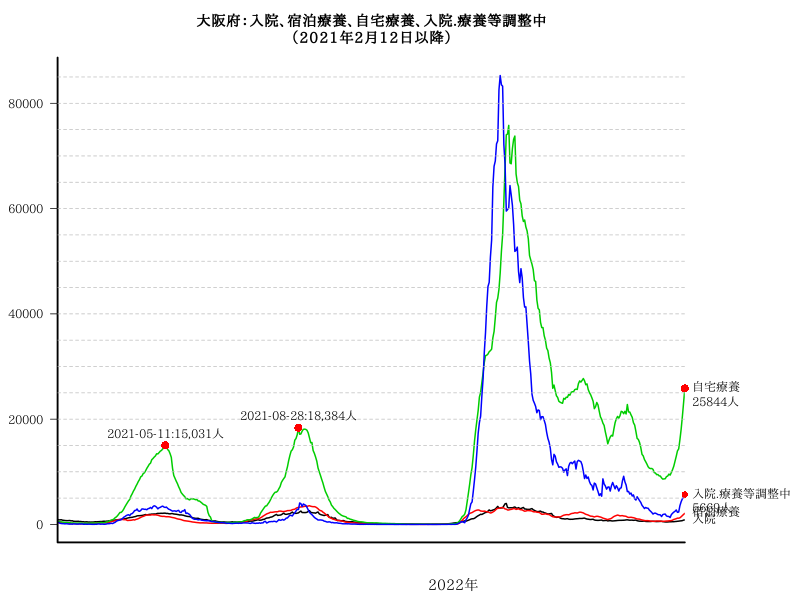 大阪府：入院、宿泊療養、自宅療養、入院.療養等調整中
（2021年2月12日以降）
80000
60000
40000
20000
0
2021-05-11:15,031人
2021-08-28:18,384人
自宅療養
25844人
入院.療養等調整中
宿泊療養
入院
2022年